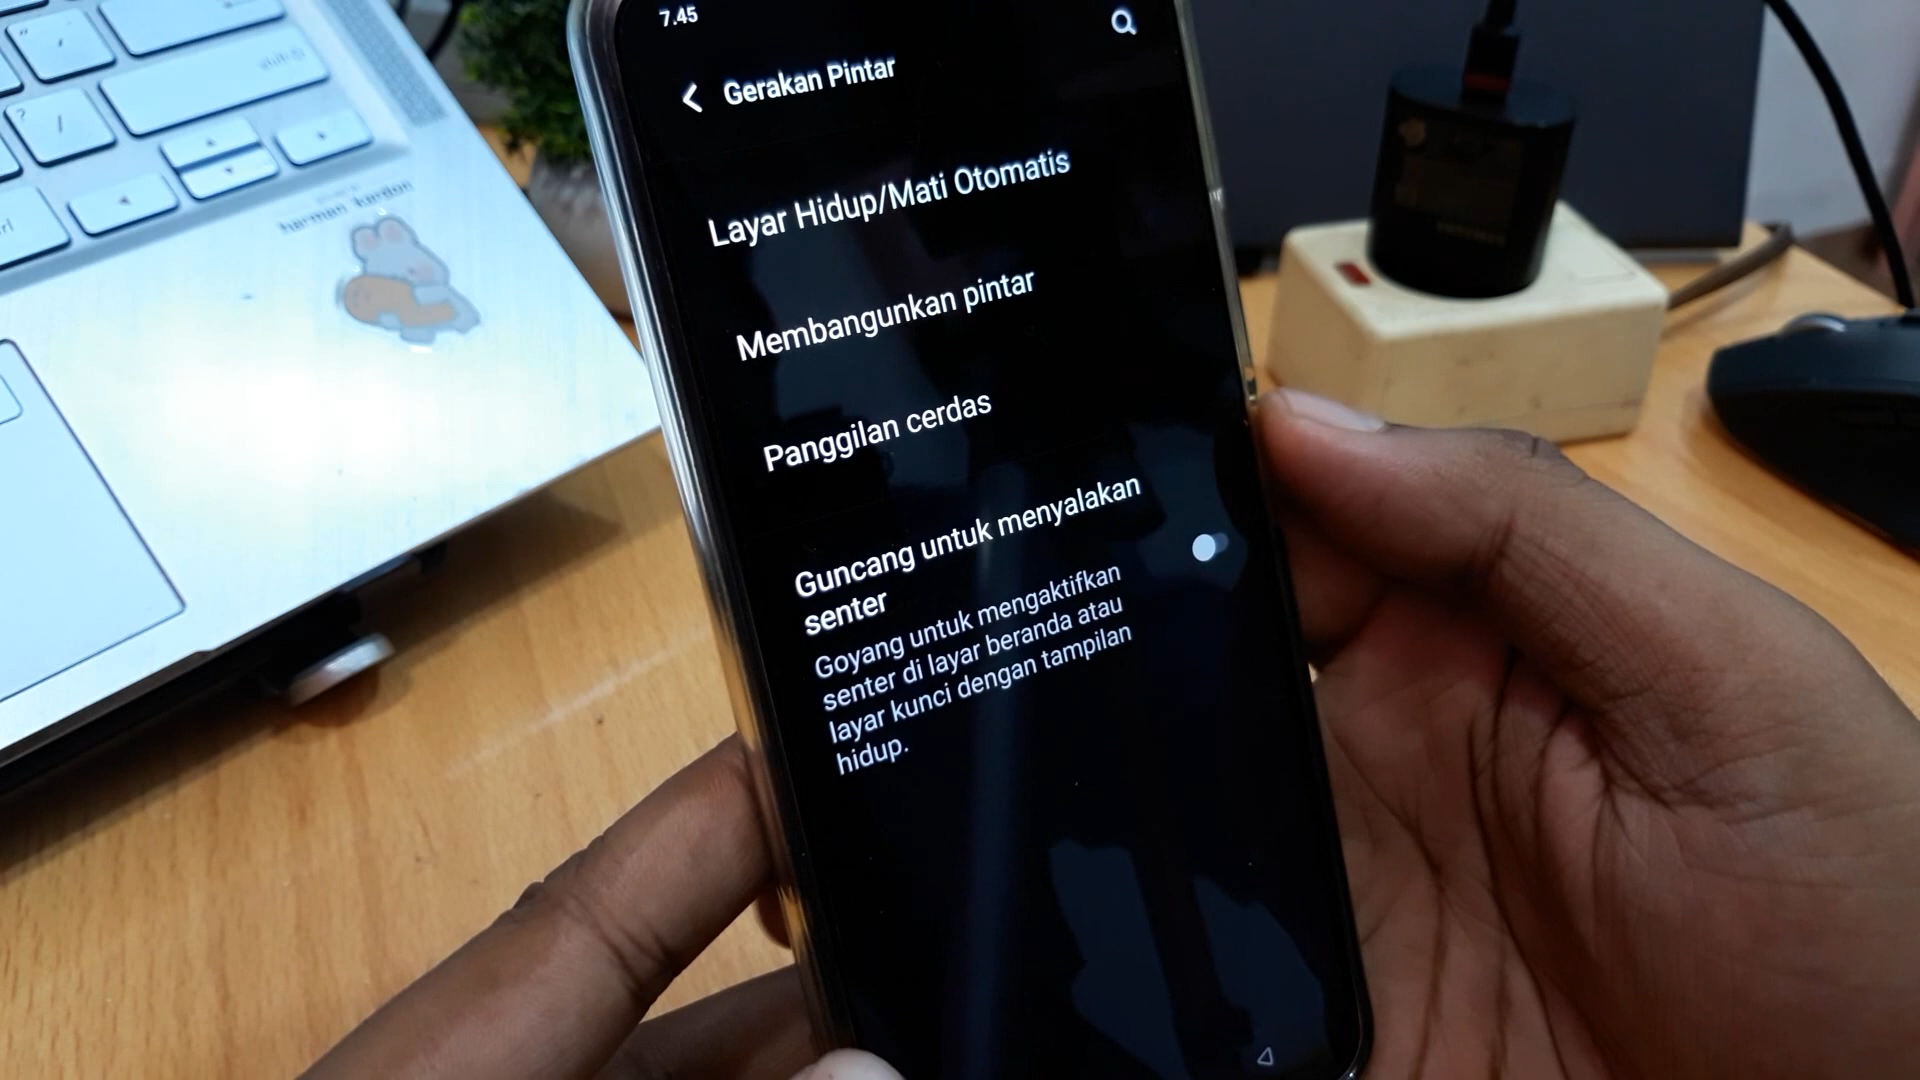 7.45
Gerakan Pintar
Layar Hidup/Mati Otomatis
Membangunkan pintar
Panggilan cerdas
Guncang untuk menyalakan
senter
Goyang untuk mengaktifkan
senter di layar beranda atau
layar kunci dengan tampilan
hidup.
harman kardon